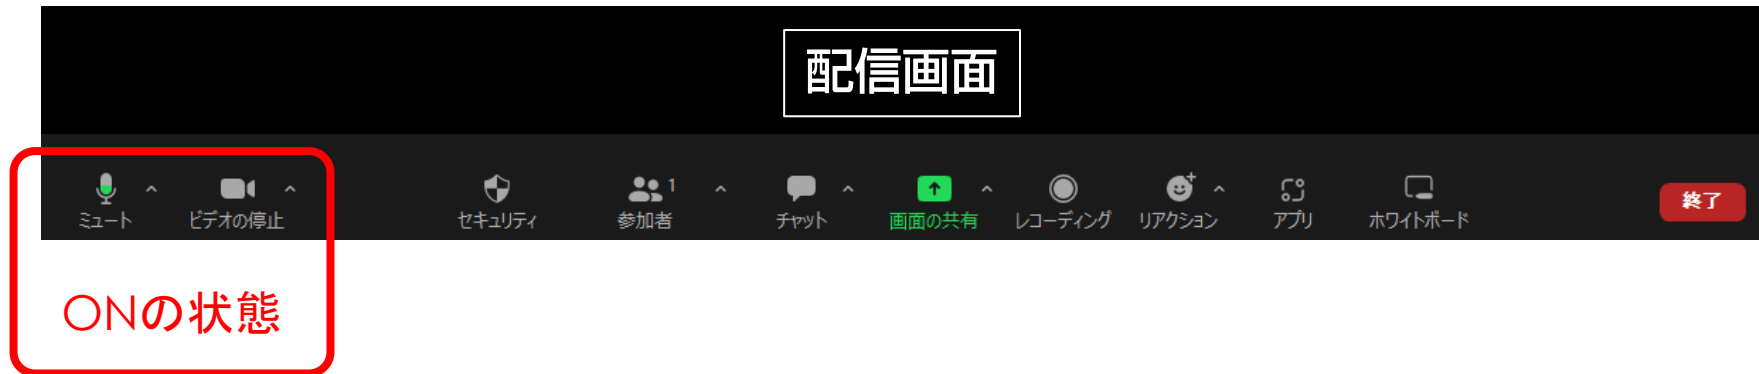 配信画面
ミュート
ビデオの停止
セキュリティ
参加者
1
チャット
画面の共有
レコーディング
リアクション
アプリ
ホワイトボード
終了
ONの状態